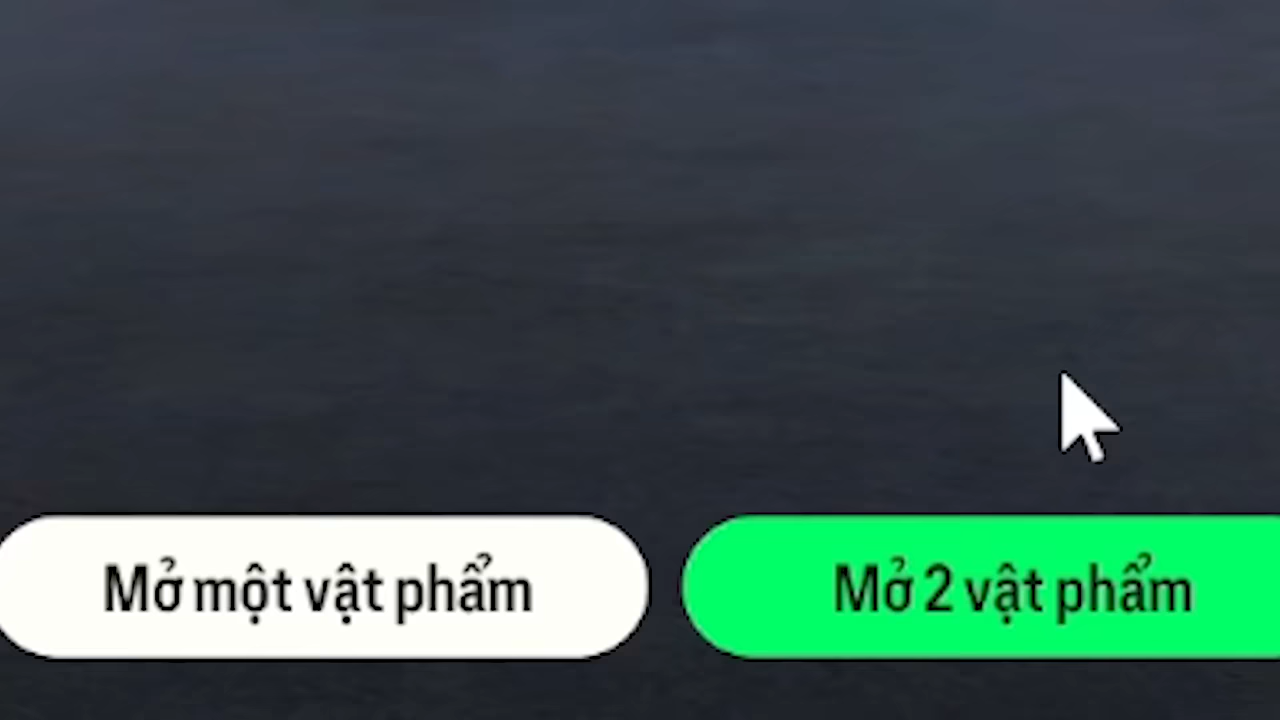 Mở một vật phẩm
Mở 2 vật phẩm